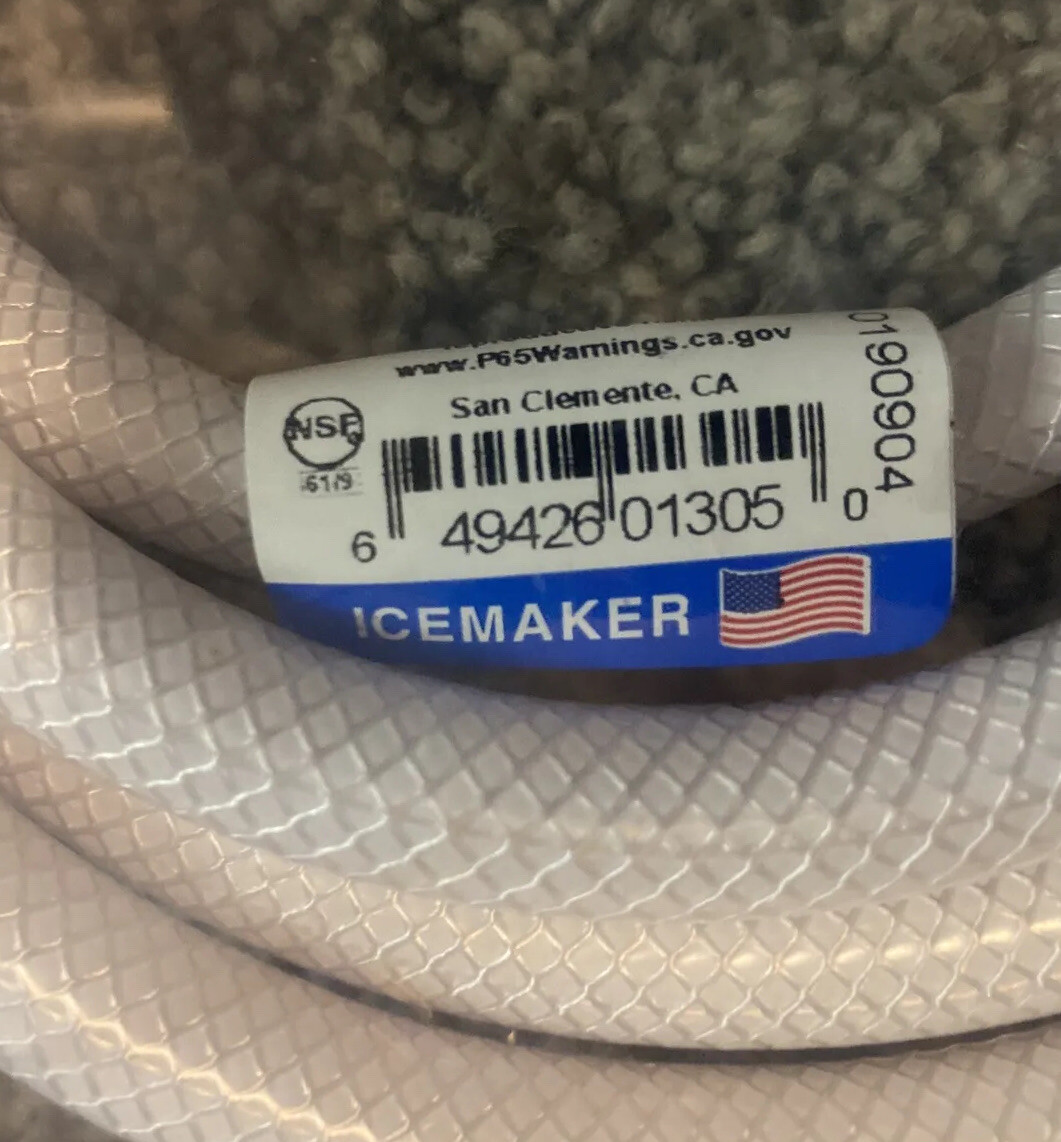 www.P65Warnings.ca.gov
San Clemente, CA
NSF
61/9
6 49426 01305 0
0190904
ICEMAKER